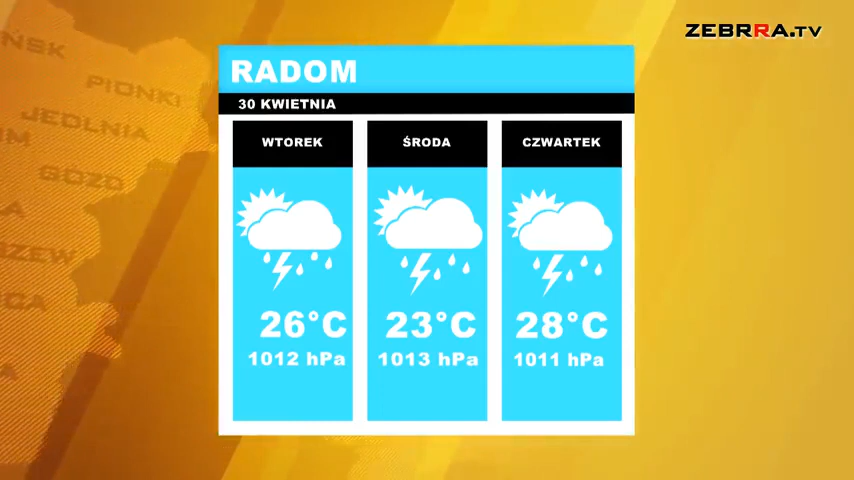 ZEBRRA.TV
RADOM
30 KWIETNIA
WTOREK
ŚRODA
CZWARTEK
26°C
23°C
28°C
1012 hPa
1013 hPa
1011 hPa
PIONKI
JEDLNIA
GÓZD